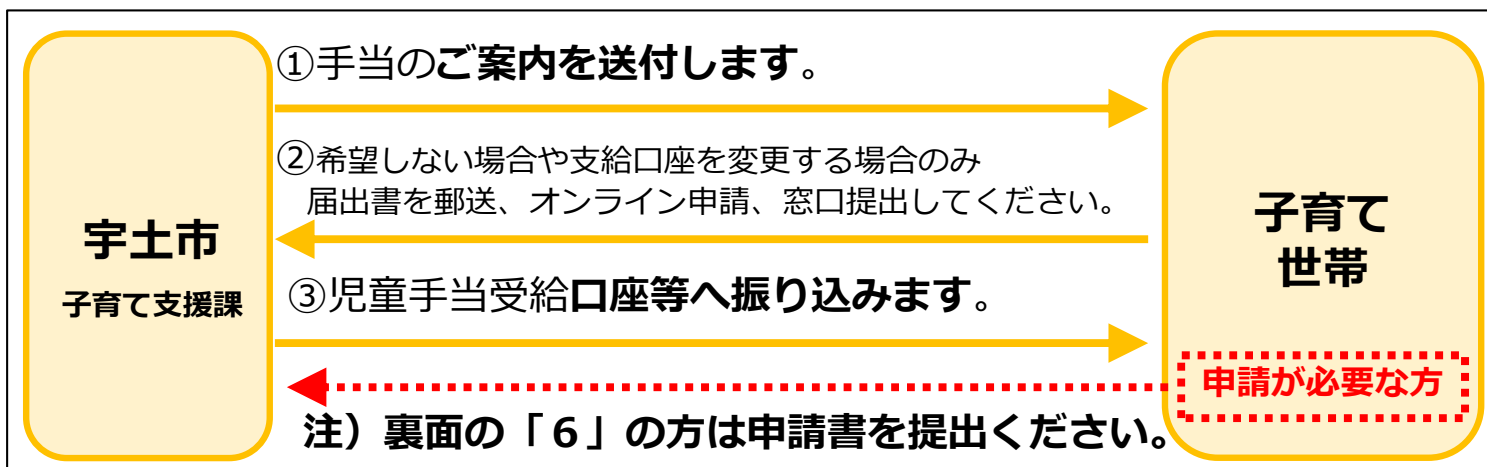 ①手当のご案内を送付します。
②希望しない場合や支給口座を変更する場合のみ
届出書を郵送、オンライン申請、窓口提出してください。
宇土市
子育て支援課
子育て
世帯
③児童手当受給口座等へ振り込みます。
申請が必要な方
注）裏面の「６」の方は申請書を提出ください。